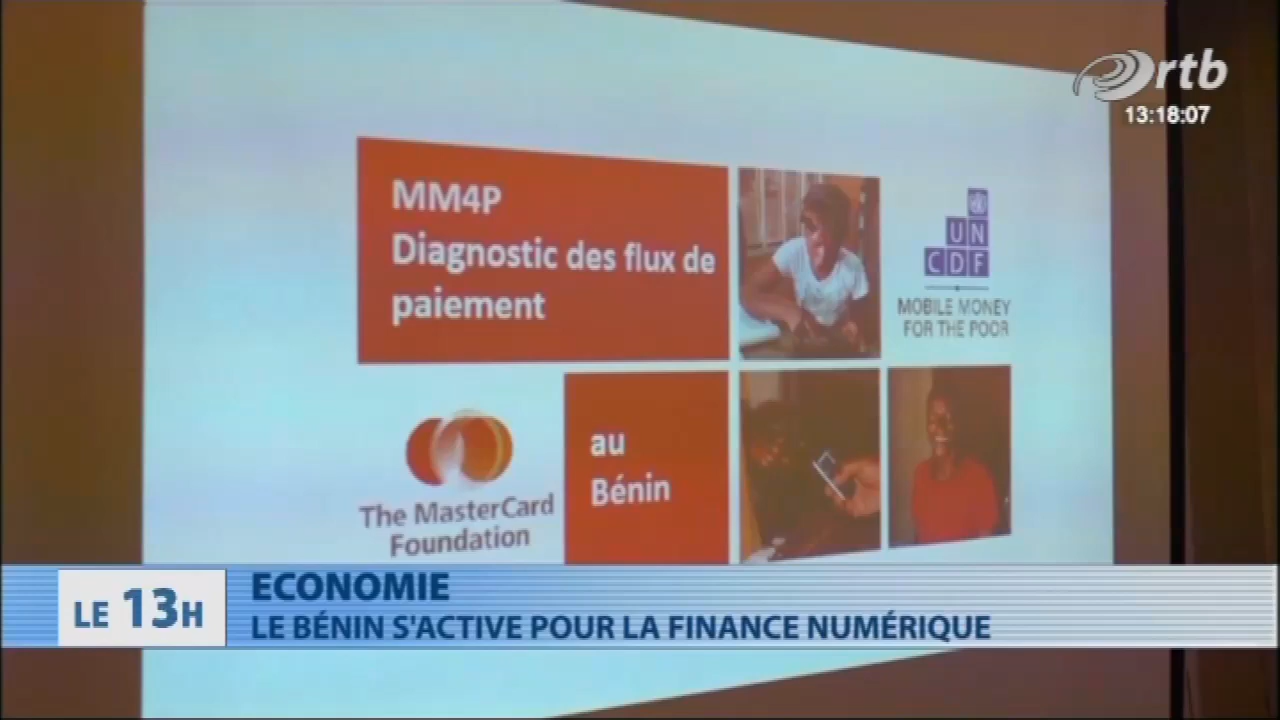 ortb
13:18:07
MM4P
Diagnostic des flux de
paiement
UN
CDF
MOBILE MONEY
FOR THE POOR
au
Bénin
The MasterCard
Foundation
LE 13H
ECONOMIE
LE BÉNIN S'ACTIVE POUR LA FINANCE NUMÉRIQUE